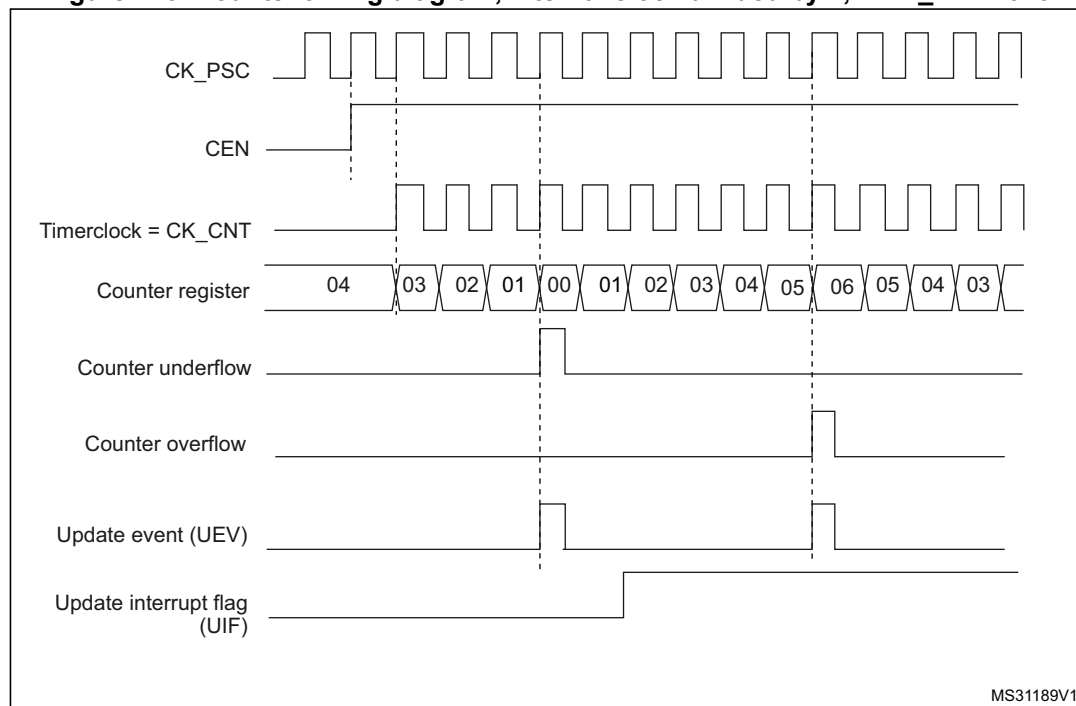 CK_PSC
CEN
Timerclock = CK_CNT
Counter register
04 03 02 01 00 01 02 03 04 05 06 05 04 03
Counter underflow
Counter overflow
Update event (UEV)
Update interrupt flag
(UIF)
MS31189V1